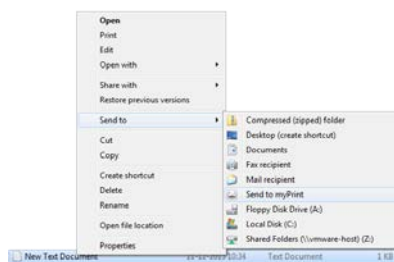 Open
Print
Edit
Open with
Share with
Restore previous versions
Send to
Cut
Copy
Create shortcut
Delete
Rename
Open file location
Properties
Compressed (zipped) folder
Desktop (create shortcut)
Documents
Fax recipient
Mail recipient
Send to myPrint
Floppy Disk Drive (A:)
Local Disk (C:)
Shared Folders (\\vmware-host) (Z:)
New Text Document 10:34 Text Document 1 KB